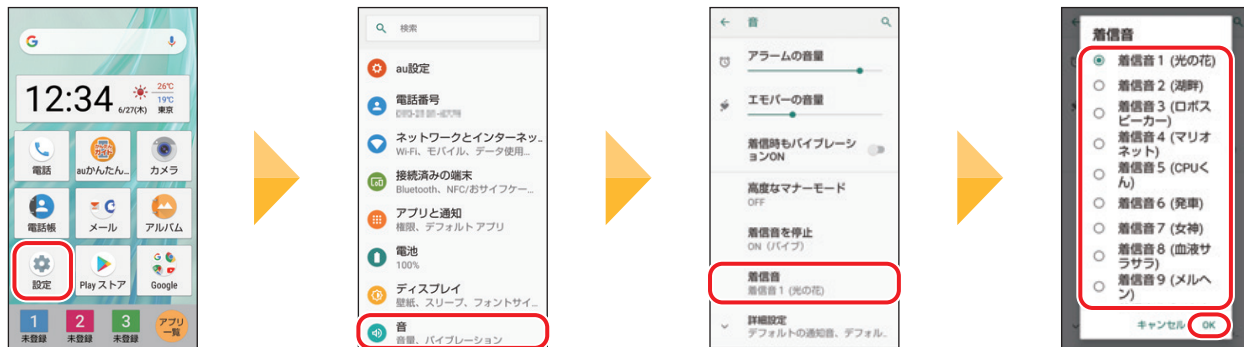 G
12:34
26℃
19℃
6/27(木) 東京
電話
auかんたん...
カメラ
電話帳
メール
アルバム
設定
Play ストア
Google
1
未登録
2
未登録
3
未登録
アプリ
一覧
検索
au設定
電話番号
ネットワークとインターネッ..
Wi-Fi、モバイル、データ使用...
接続済みの端末
Bluetooth、NFC/おサイフケー...
アプリと通知
権限、デフォルト アプリ
電池
100%
ディスプレイ
壁紙、スリープ、フォントサイ...
音
音量、バイブレーション
音
アラームの音量
エモパーの音量
着信時もバイブレーシ
ョンON
高度なマナーモード
OFF
着信音を停止
ON（バイブ）
着信音
着信音1 (光の花)
詳細設定
デフォルトの通知音、デフォル..
着信音
着信音1 (光の花)
着信音2 (湖畔)
着信音3 (ロボス
ピーカー)
着信音4 (マリオ
ネット)
着信音5 (CPUく
ん)
着信音6 (発車)
着信音7 (女神)
着信音8 (血液サ
ラサラ)
着信音9 (メルヘ
ン)
キャンセル OK